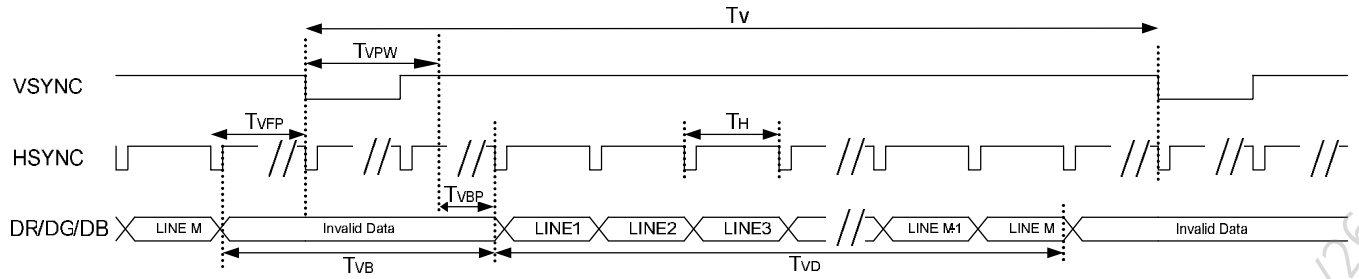 Tv
TVPW
VSYNC
TVFP
TH
HSYNC
TVBP
DR/DG/DB
LINE M
Invalid Data
LINE1
LINE2
LINE3
LINE M-1
LINE M
Invalid Data
TVB
TVD